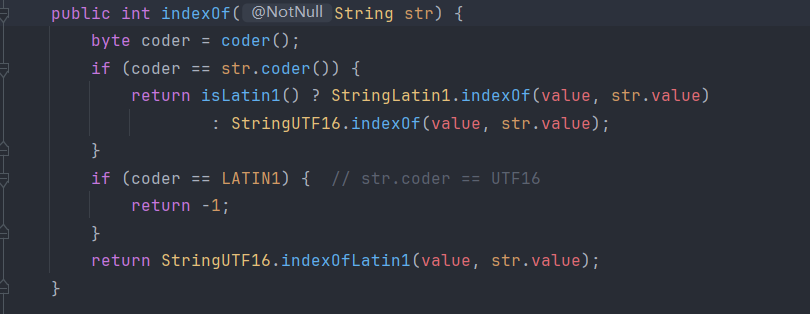 public int indexOf( @NotNull String str) {
    byte coder = coder();
    if (coder == str.coder()) {
        return isLatin1() ? StringLatin1.indexOf(value, str.value)
                : StringUTF16.indexOf(value, str.value);
    }
    if (coder == LATIN1) {  // str.coder == UTF16
        return -1;
    }
    return StringUTF16.indexOfLatin1(value, str.value);
}